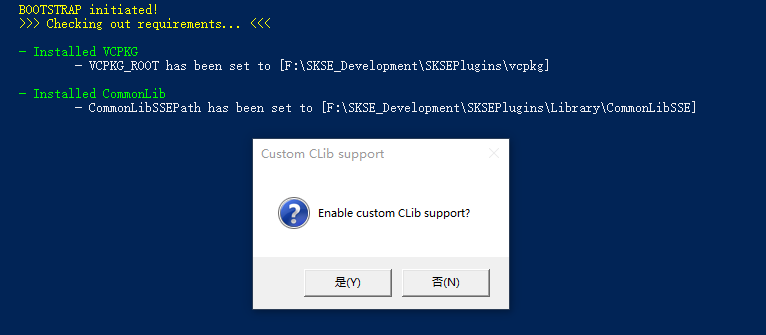 BOOTSTRAP initiated!
>>> Checking out requirements... <<<
- Installed VCPKG
- VCPKG_ROOT has been set to [F:\SKSE_Development\SKSEPlugins\vcpkg]
- Installed CommonLib
- CommonLibSSEPath has been set to [F:\SKSE_Development\SKSEPlugins\Library\CommonLibSSE]
Custom CLib support
Enable custom CLib support?
是(Y) 否(N)